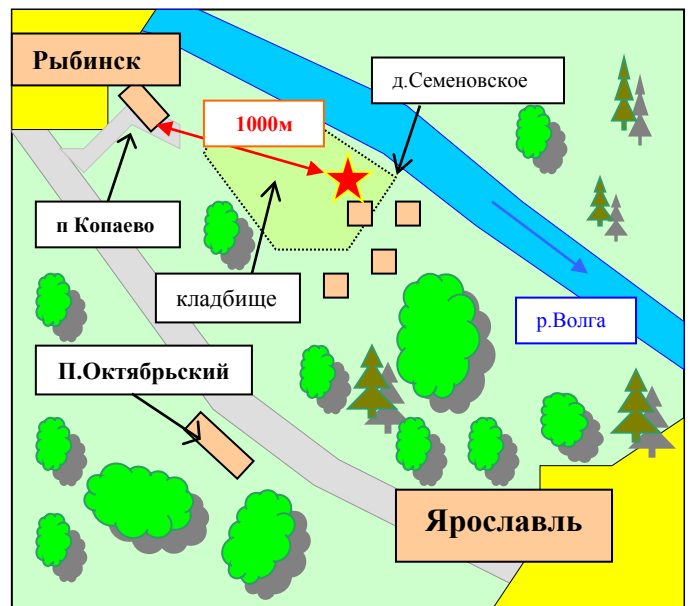 Рыбинск
д.Семеновское
1000м
п Копаево
кладбище
р.Волга
П.Октябрьский
Ярославль